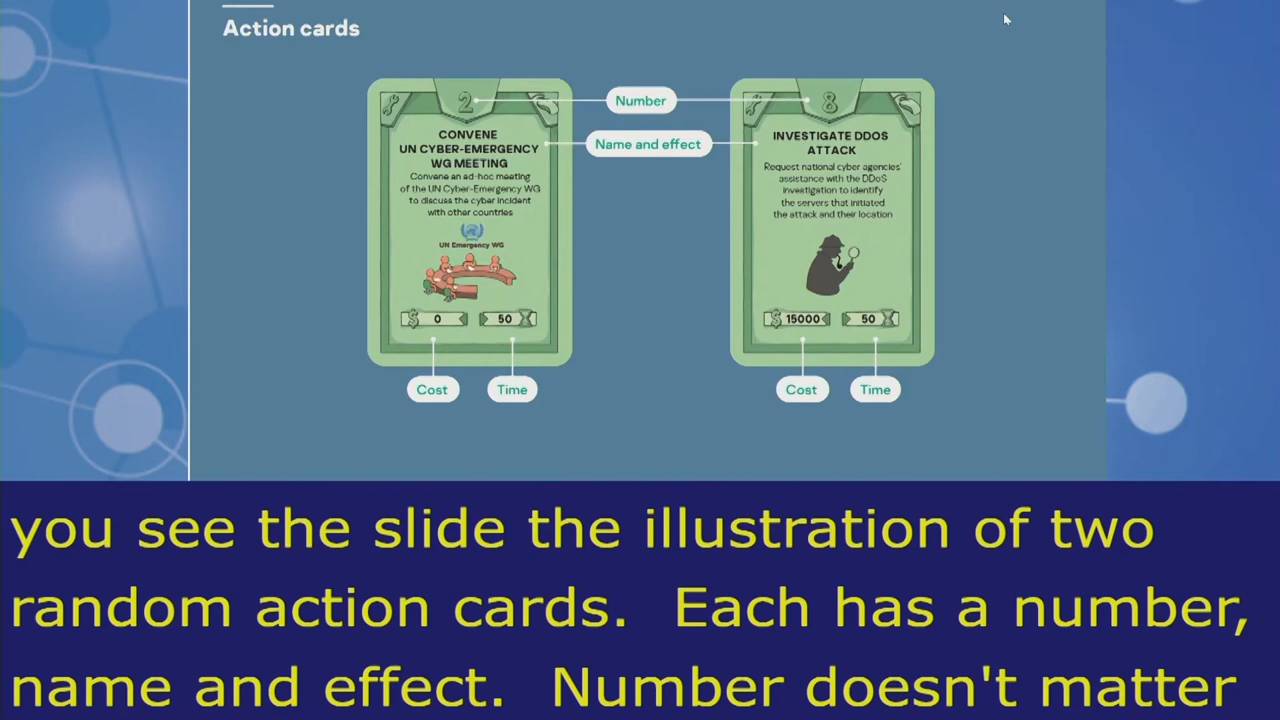 Action cards
2
Number
8
CONVENE
UN CYBER-EMERGENCY
WG MEETING
Name and effect
INVESTIGATE DDOS
ATTACK
Convene an ad-hoc meeting
of the UN Cyber-Emergency WG
to discuss the cyber incident
with other countries
Request national cyber agencies'
assistance with the DDoS
investigation to identify
the servers that initiated
the attack and their location
UN Emergency WG
$ 0
50
$ 15000
50
Cost
Time
Cost
Time
you see the slide the illustration of two
random action cards. Each has a number,
name and effect. Number doesn't matter